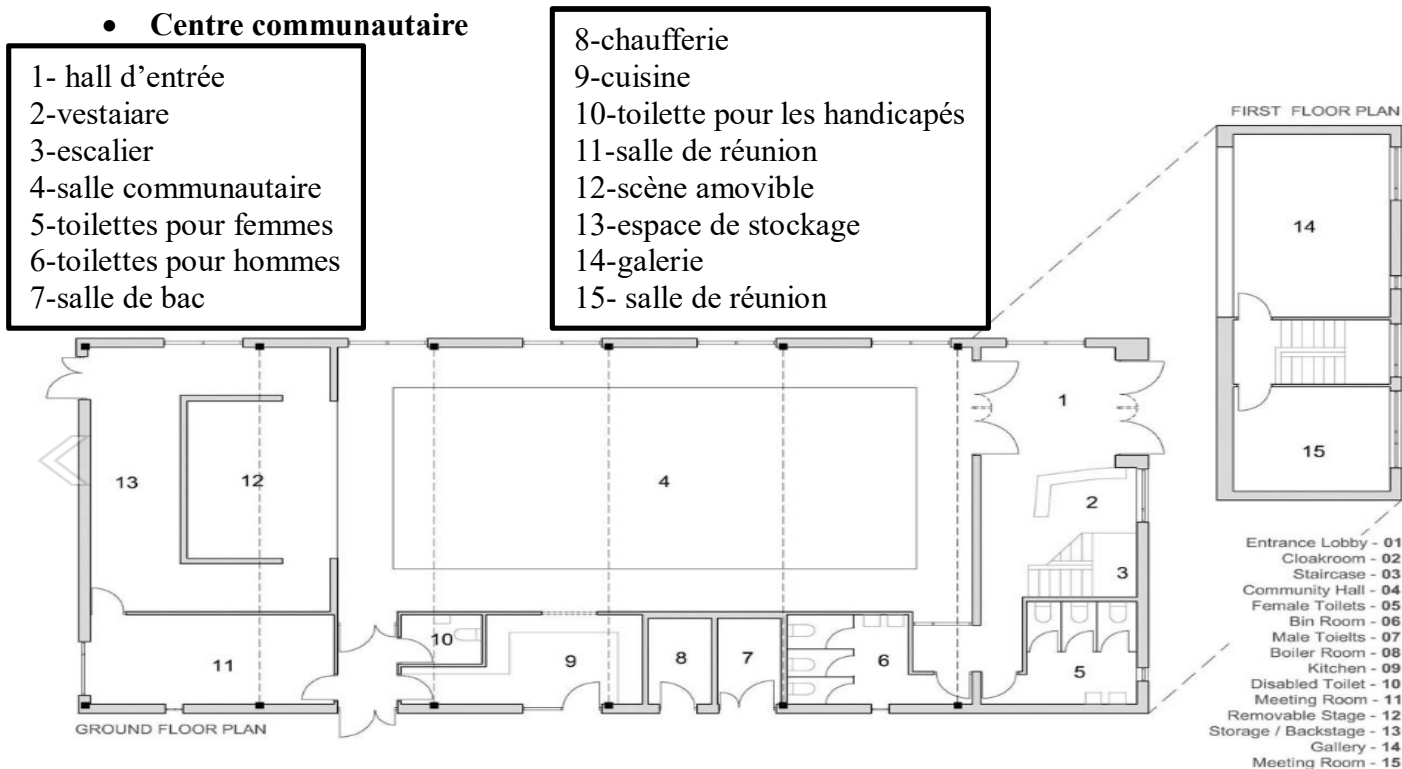 • Centre communautaire
1- hall d’entrée
2-vestaiare
3-escalier
4-salle communautaire
5-toilettes pour femmes
6-toilettes pour hommes
7-salle de bac
8-chaufferie
9-cuisine
10-toilette pour les handicapés
11-salle de réunion
12-scène amovible
13-espace de stockage
14-galerie
15- salle de réunion
FIRST FLOOR PLAN
14
15
1
2
3
4
13
12
11
10
9
8
7
6
5
GROUND FLOOR PLAN
Entrance Lobby - 01
Cloakroom - 02
Staircase - 03
Community Hall - 04
Female Toilets - 05
Bin Room - 06
Male Toielts - 07
Boiler Room - 08
Kitchen - 09
Disabled Toilet - 10
Meeting Room - 11
Removable Stage - 12
Storage / Backstage - 13
Gallery - 14
Meeting Room - 15